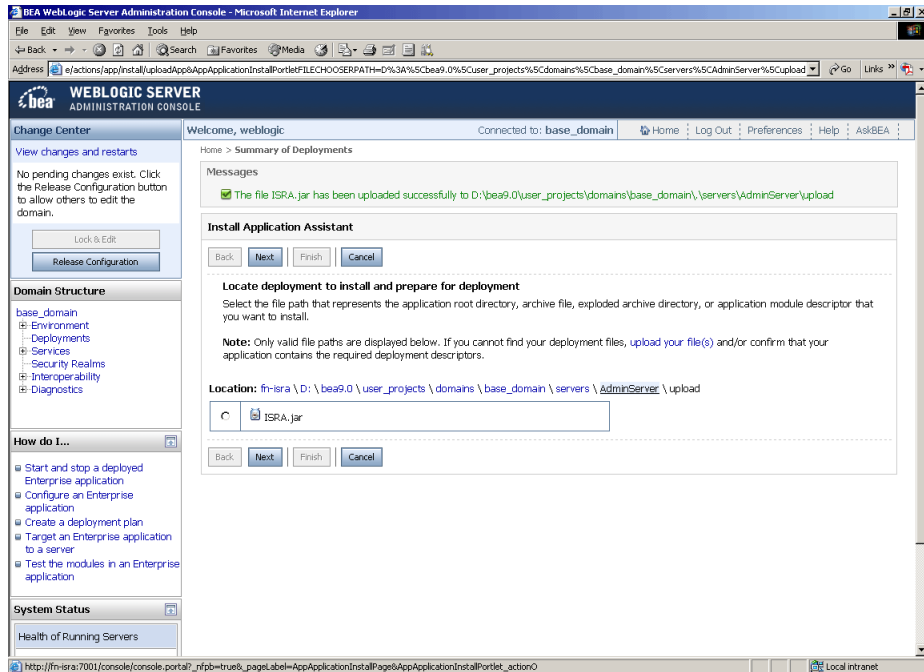 BEA WebLogic Server Administration Console - Microsoft Internet Explorer
File Edit View Favorites Tools Help
Back Search Favorites Media
Address e/actions/app/install/uploadApp&AppApplicationInstallPortletFILECHOOSERPATH=D%3A%5Cbea9.0%5Cuser_projects%5Cdomains%5Cbase_domain%5Cservers%5CAdminServer%5Cupload Go Links »
bea WEBLOGIC SERVER
ADMINISTRATION CONSOLE
Change Center
View changes and restarts
No pending changes exist. Click
the Release Configuration button
to allow others to edit the
domain.
Lock & Edit
Release Configuration
Domain Structure
base_domain
Environment
Deployments
Services
Security Realms
Interoperability
Diagnostics
How do I...
Start and stop a deployed
Enterprise application
Configure an Enterprise
application
Create a deployment plan
Target an Enterprise application
to a server
Test the modules in an Enterprise
application
System Status
Health of Running Servers
Welcome, weblogic Connected to: base_domain Home Log Out Preferences Help AskBEA
Home > Summary of Deployments
Messages
The file ISRA.jar has been uploaded successfully to D:\bea9.0\user_projects\domains\base_domain\.\servers\AdminServer\upload
Install Application Assistant
Back Next Finish Cancel
Locate deployment to install and prepare for deployment
Select the file path that represents the application root directory, archive file, exploded archive directory, or application module descriptor that
you want to install.
Note: Only valid file paths are displayed below. If you cannot find your deployment files, upload your file(s) and/or confirm that your
application contains the required deployment descriptors.
Location: fn-isra \ D: \ bea9.0 \ user_projects \ domains \ base_domain \ servers \ AdminServer \ upload
ISRA.jar
Back Next Finish Cancel
http://fn-isra:7001/console/console.portal?_nfpb=true&_pageLabel=AppApplicationInstallPage&AppApplicationInstallPortlet_actionO Local intranet